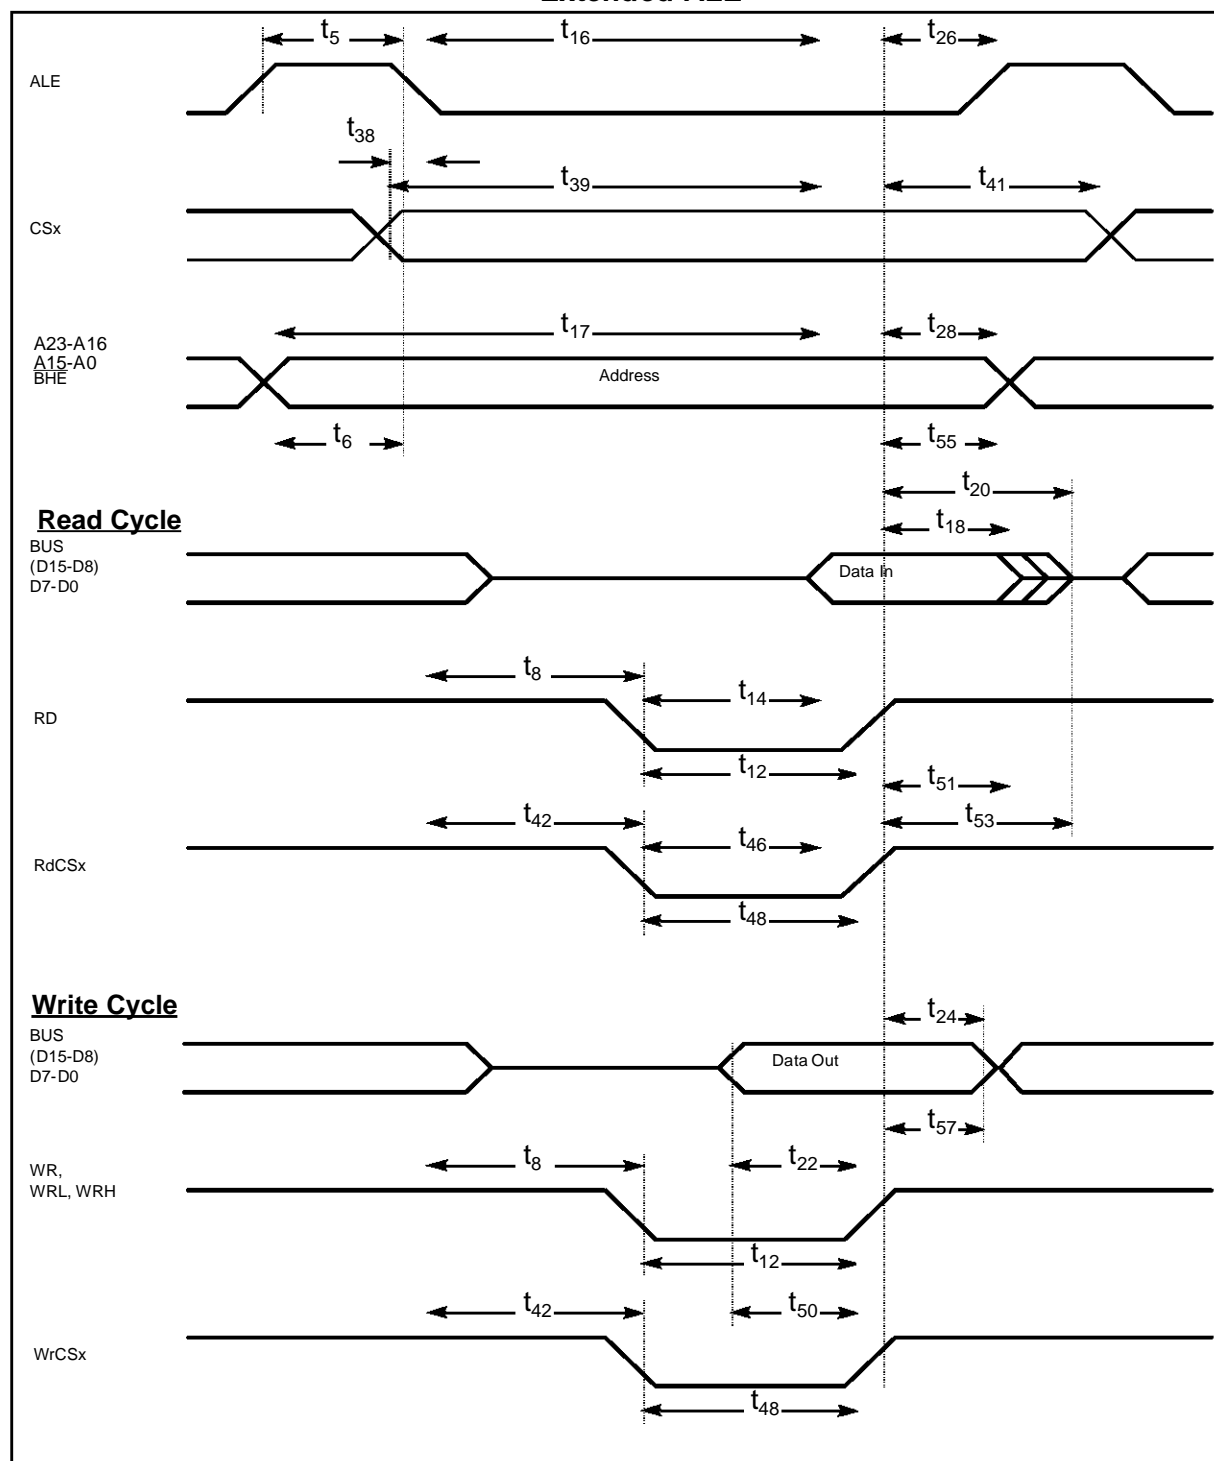 Extended ALE
t5
t16
t26
ALE
t38
t39
t41
CSx
t17
t28
A23-A16
A15-A0
BHE
Address
t6
t55
t20
Read Cycle
t18
BUS
(D15-D8)
D7-D0
Data In
t8
t14
RD
t12
t51
t42
t53
t46
RdCSx
t48
Write Cycle
t24
BUS
(D15-D8)
D7-D0
Data Out
t57
t8
t22
WR,
WRL, WRH
t12
t42
t50
WrCSx
t48